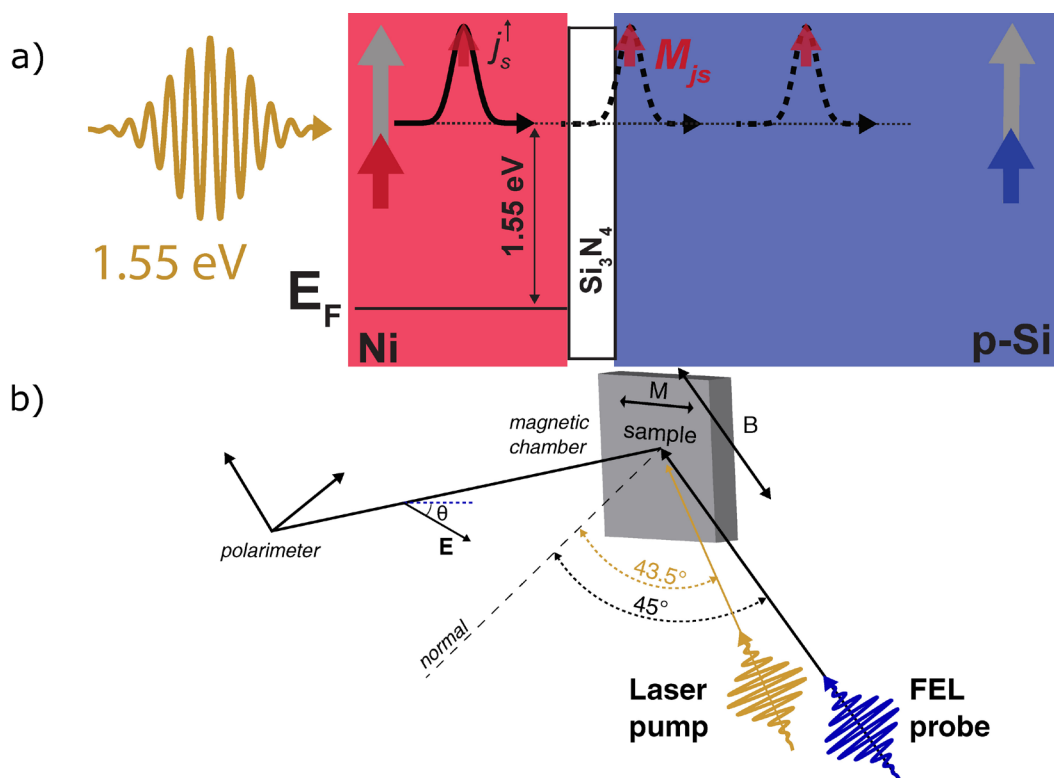 a)
1.55 eV
j_s^↑
M_js
1.55 eV
Si₃N₄
E_F
Ni
p-Si
b)
M
B
magnetic
chamber
sample
θ
E
polarimeter
43.5°
45°
normal
Laser
pump
FEL
probe